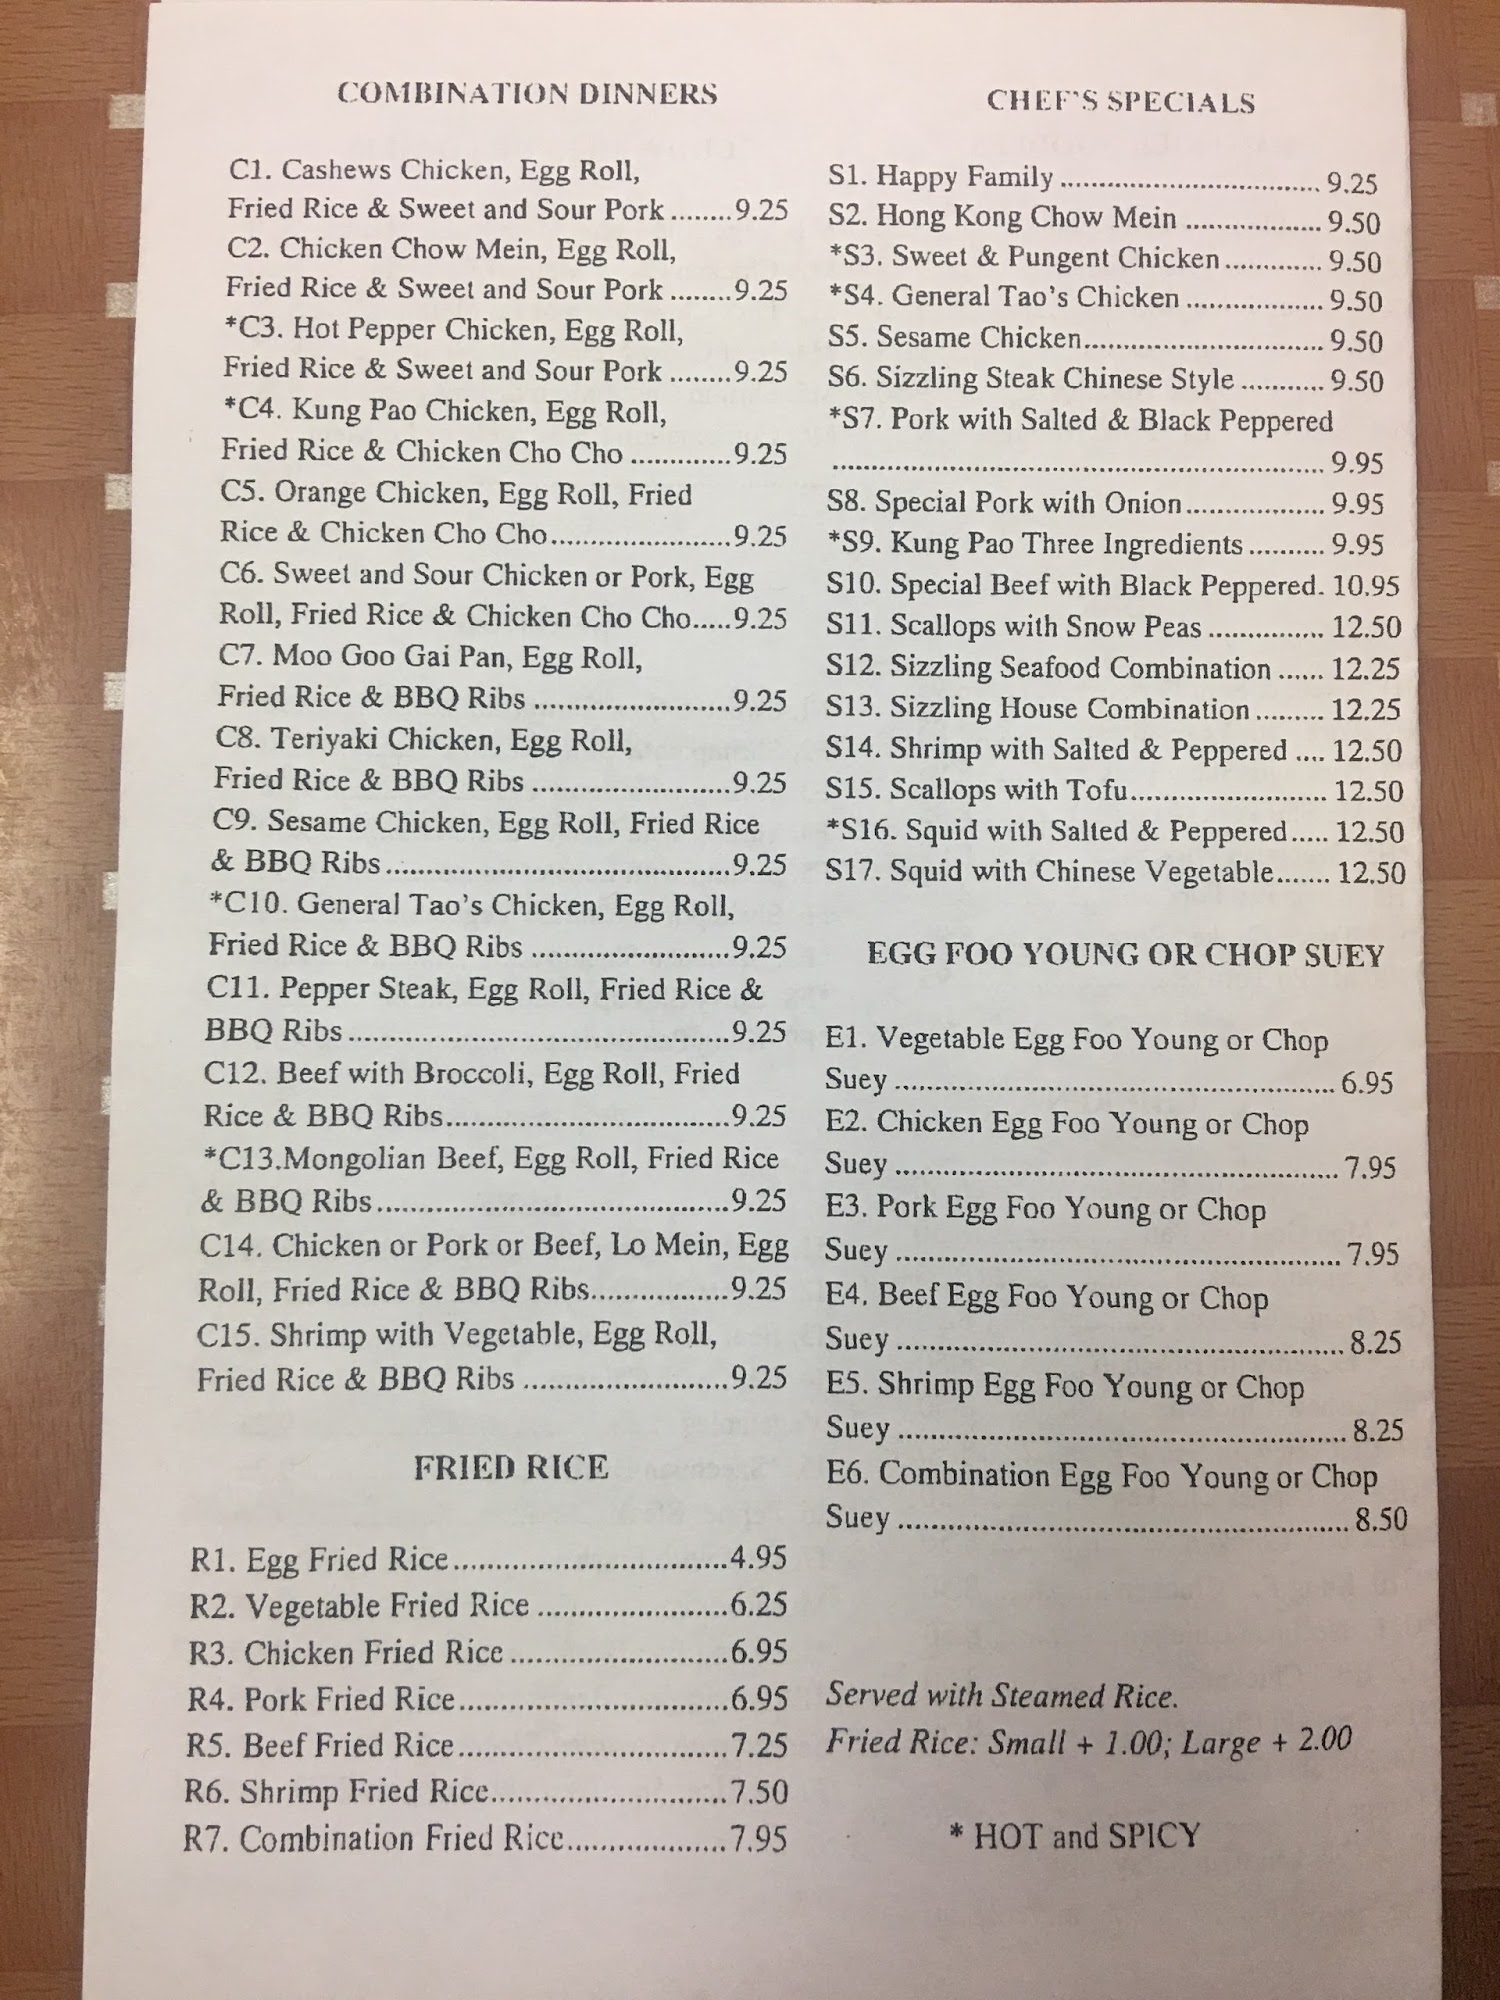 COMBINATION DINNERS
C1. Cashews Chicken, Egg Roll,
Fried Rice & Sweet and Sour Pork ........9.25
C2. Chicken Chow Mein, Egg Roll,
Fried Rice & Sweet and Sour Pork ........9.25
*C3. Hot Pepper Chicken, Egg Roll,
Fried Rice & Sweet and Sour Pork ........9.25
*C4. Kung Pao Chicken, Egg Roll,
Fried Rice & Chicken Cho Cho .............9.25
C5. Orange Chicken, Egg Roll, Fried
Rice & Chicken Cho Cho.......................9.25
C6. Sweet and Sour Chicken or Pork, Egg
Roll, Fried Rice & Chicken Cho Cho.....9.25
C7. Moo Goo Gai Pan, Egg Roll,
Fried Rice & BBQ Ribs .........................9.25
C8. Teriyaki Chicken, Egg Roll,
Fried Rice & BBQ Ribs .........................9.25
C9. Sesame Chicken, Egg Roll, Fried Rice
& BBQ Ribs............................................9.25
*C10. General Tao's Chicken, Egg Roll,
Fried Rice & BBQ Ribs .........................9.25
C11. Pepper Steak, Egg Roll, Fried Rice &
BBQ Ribs.................................................9.25
C12. Beef with Broccoli, Egg Roll, Fried
Rice & BBQ Ribs....................................9.25
*C13.Mongolian Beef, Egg Roll, Fried Rice
& BBQ Ribs.............................................9.25
C14. Chicken or Pork or Beef, Lo Mein, Egg
Roll, Fried Rice & BBQ Ribs.................9.25
C15. Shrimp with Vegetable, Egg Roll,
Fried Rice & BBQ Ribs .........................9.25
FRIED RICE
R1. Egg Fried Rice..................................4.95
R2. Vegetable Fried Rice .......................6.25
R3. Chicken Fried Rice ..........................6.95
R4. Pork Fried Rice.................................6.95
R5. Beef Fried Rice.................................7.25
R6. Shrimp Fried Rice.............................7.50
R7. Combination Fried Rice....................7.95
CHEF'S SPECIALS
S1. Happy Family .................................. 9.25
S2. Hong Kong Chow Mein .................. 9.50
*S3. Sweet & Pungent Chicken............. 9.50
*S4. General Tao's Chicken .................. 9.50
S5. Sesame Chicken............................... 9.50
S6. Sizzling Steak Chinese Style ........... 9.50
*S7. Pork with Salted & Black Peppered
................................................................ 9.95
S8. Special Pork with Onion.................. 9.95
*S9. Kung Pao Three Ingredients .......... 9.95
S10. Special Beef with Black Peppered. 10.95
S11. Scallops with Snow Peas ............... 12.50
S12. Sizzling Seafood Combination ...... 12.25
S13. Sizzling House Combination ......... 12.25
S14. Shrimp with Salted & Peppered .... 12.50
S15. Scallops with Tofu.......................... 12.50
*S16. Squid with Salted & Peppered..... 12.50
S17. Squid with Chinese Vegetable....... 12.50
EGG FOO YOUNG OR CHOP SUEY
E1. Vegetable Egg Foo Young or Chop
Suey ......................................................... 6.95
E2. Chicken Egg Foo Young or Chop
Suey ......................................................... 7.95
E3. Pork Egg Foo Young or Chop
Suey ......................................................... 7.95
E4. Beef Egg Foo Young or Chop
Suey ......................................................... 8.25
E5. Shrimp Egg Foo Young or Chop
Suey ......................................................... 8.25
E6. Combination Egg Foo Young or Chop
Suey ......................................................... 8.50
Served with Steamed Rice.
Fried Rice: Small + 1.00; Large + 2.00
* HOT and SPICY